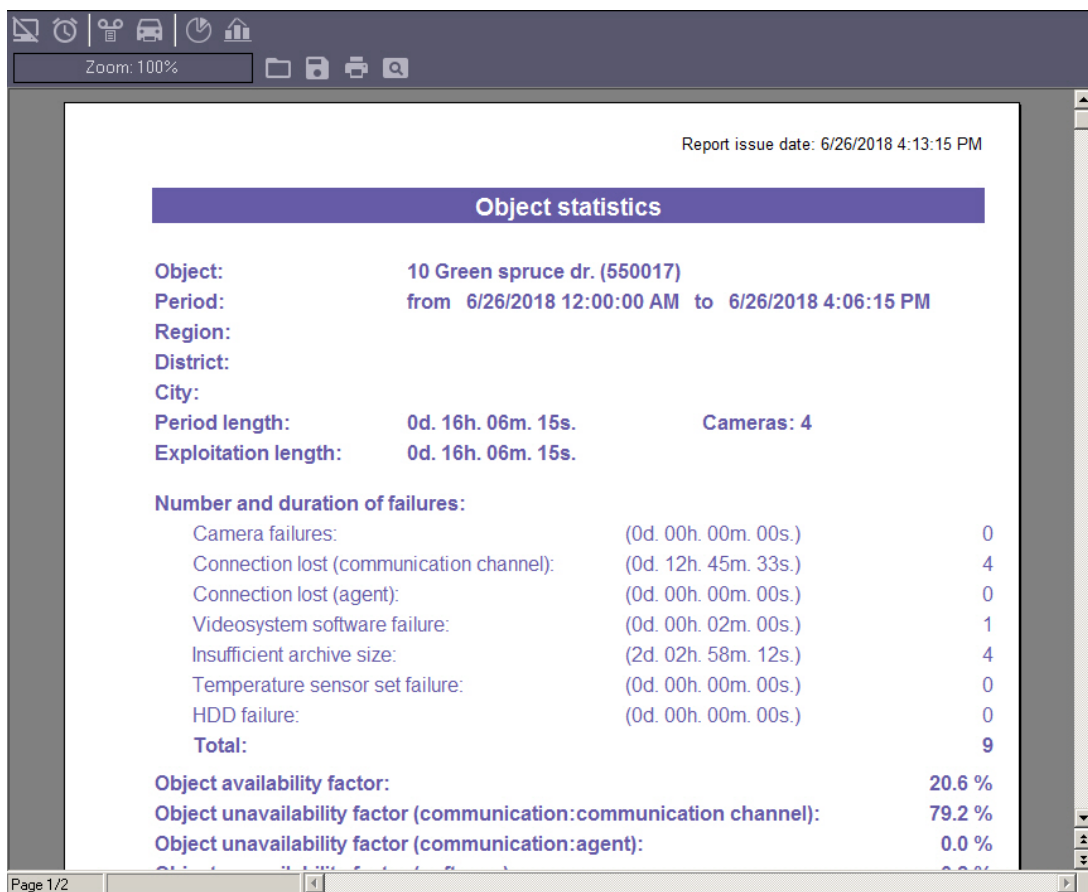 Zoom: 100%
Report issue date: 6/26/2018 4:13:15 PM
Object statistics
Object: 10 Green spruce dr. (550017)
Period: from 6/26/2018 12:00:00 AM to 6/26/2018 4:06:15 PM
Region:
District:
City:
Period length: 0d. 16h. 06m. 15s. Cameras: 4
Exploitation length: 0d. 16h. 06m. 15s.
Number and duration of failures:
Camera failures: (0d. 00h. 00m. 00s.) 0
Connection lost (communication channel): (0d. 12h. 45m. 33s.) 4
Connection lost (agent): (0d. 00h. 00m. 00s.) 0
Videosystem software failure: (0d. 00h. 02m. 00s.) 1
Insufficient archive size: (2d. 02h. 58m. 12s.) 4
Temperature sensor set failure: (0d. 00h. 00m. 00s.) 0
HDD failure: (0d. 00h. 00m. 00s.) 0
Total: 9
Object availability factor: 20.6 %
Object unavailability factor (communication:communication channel): 79.2 %
Object unavailability factor (communication:agent): 0.0 %
Page 1/2